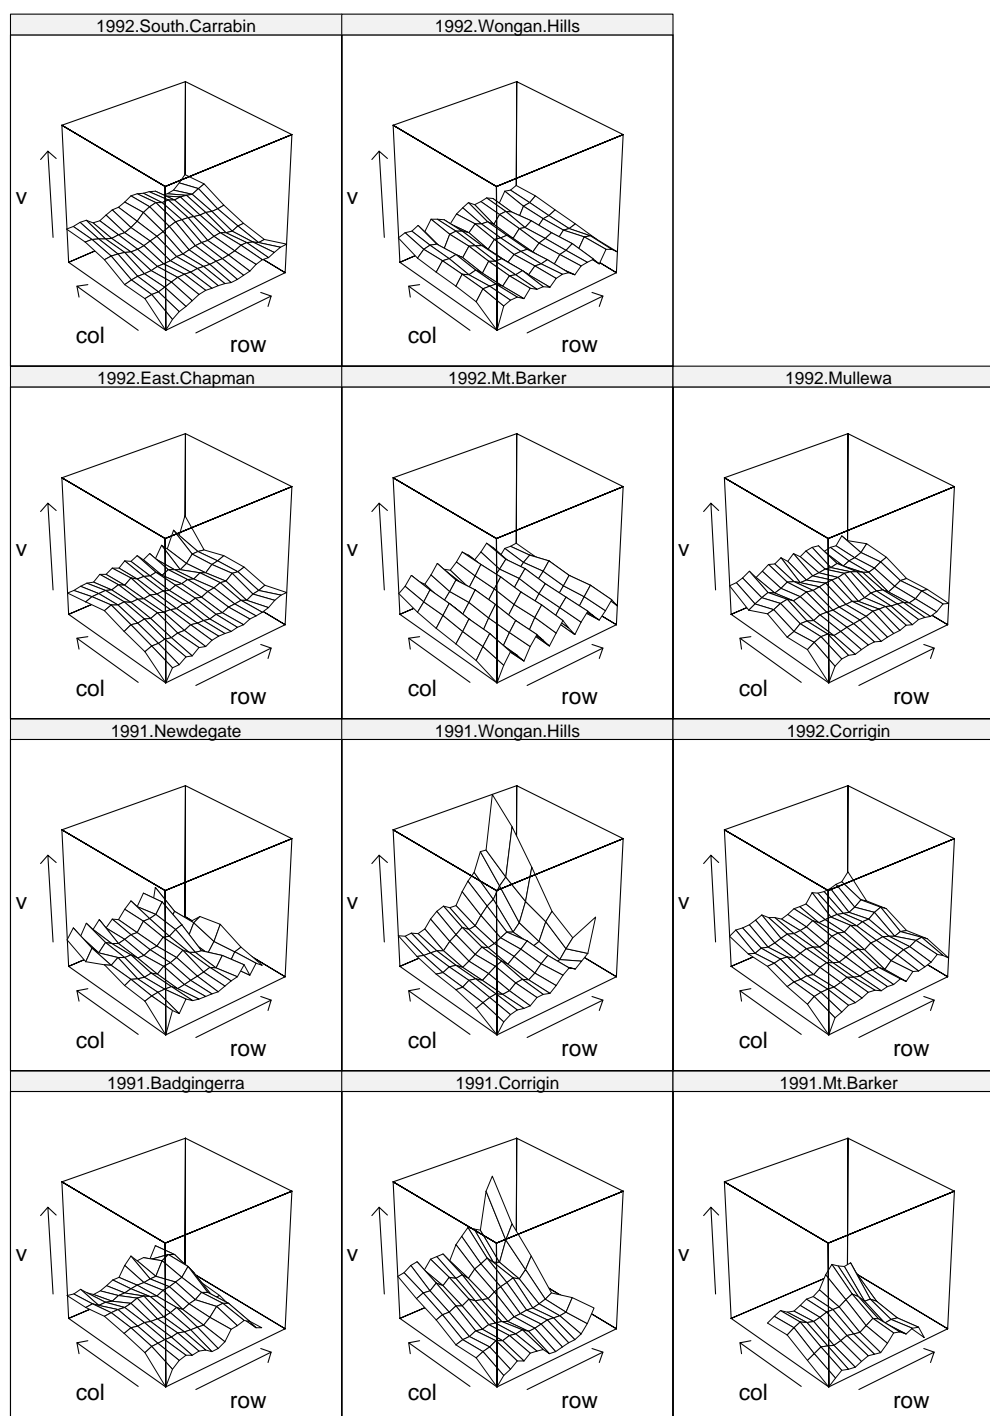 1992.South.Carrabin
v
col
row
1992.Wongan.Hills
v
col
row
1992.East.Chapman
v
col
row
1992.Mt.Barker
v
col
row
1992.Mullewa
v
col
row
1991.Newdegate
v
col
row
1991.Wongan.Hills
v
col
row
1992.Corrigin
v
col
row
1991.Badgingerra
v
col
row
1991.Corrigin
v
col
row
1991.Mt.Barker
v
col
row